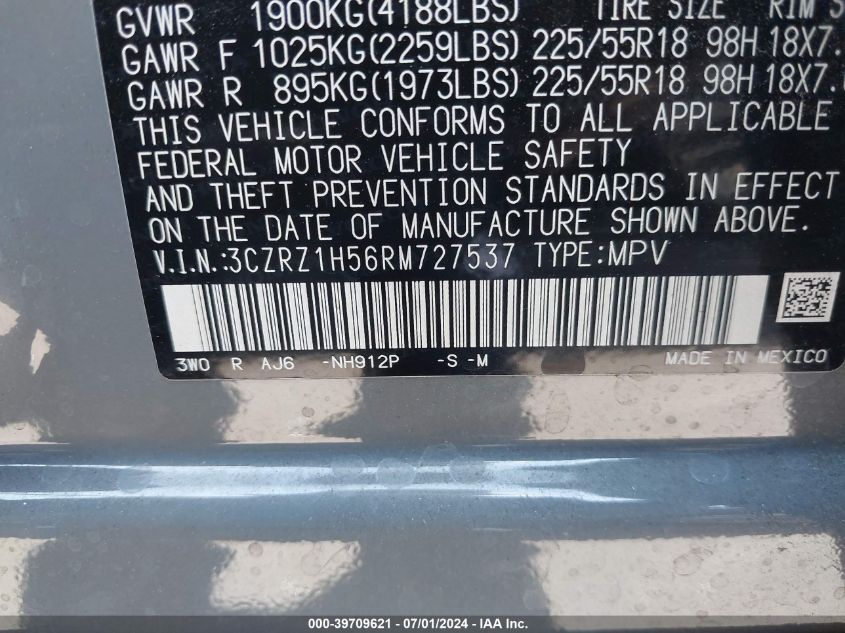 GVWR 1900KG(4188LBS) TIRE SIZE RIM S
GAWR F 1025KG(2259LBS) 225/55R18 98H 18X7.
GAWR R 895KG(1973LBS) 225/55R18 98H 18X7.
THIS VEHICLE CONFORMS TO ALL APPLICABLE
FEDERAL MOTOR VEHICLE SAFETY
AND THEFT PREVENTION STANDARDS IN EFFECT
ON THE DATE OF MANUFACTURE SHOWN ABOVE.
V.I.N.:3CZRZ1H56RM727537 TYPE:MPV
3W0 R AJ6 -NH912P -S -M MADE IN MEXICO
000-39709621 - 07/01/2024 - IAA Inc.